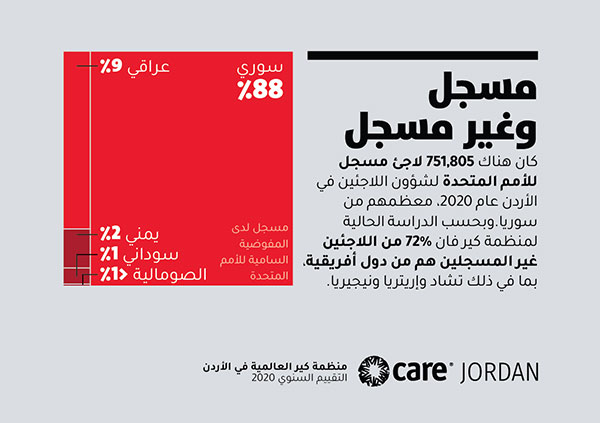 مسجل
وغير مسجل
كان هناك 751,805 لاجئ مسجل
للأمم المتحدة لشؤون اللاجئين في
الأردن عام 2020، معظمهم من
سوريا.وبحسب الدراسة الحالية
لمنظمة كير فان 72% من اللاجئين
غير المسجلين هم من دول أفريقية،
بما في ذلك تشاد وإريتريا ونيجيريا.
سوري
88٪
عراقي 9٪
يمني 2٪
سوداني 1٪
الصومالية <1٪
مسجل لدى
المفوضية
السامية للأمم
المتحدة
care® JORDAN
منظمة كير العالمية في الأردن
التقييم السنوي 2020